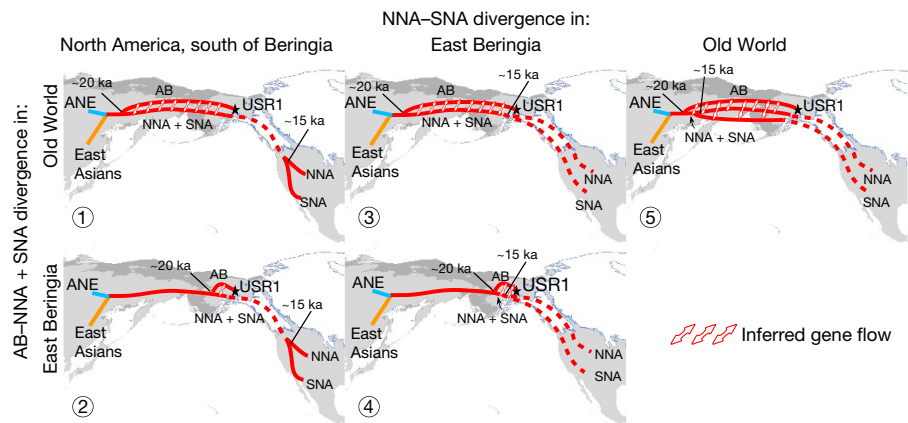 NNA–SNA divergence in:
North America, south of Beringia
East Beringia
Old World
AB–NNA + SNA divergence in:
Old World
East Beringia
~20 ka
AB
ANE
USR1
NNA + SNA
~15 ka
East
Asians
NNA
SNA
①
~20 ka
AB
~15 ka
ANE
USR1
NNA + SNA
East
Asians
NNA
SNA
③
~15 ka
~20 ka
AB
ANE
USR1
NNA + SNA
East
Asians
NNA
SNA
⑤
~20 ka
AB
ANE
USR1
~15 ka
NNA + SNA
East
Asians
NNA
SNA
②
~15 ka
~20 ka
AB
ANE
USR1
NNA + SNA
East
Asians
NNA
SNA
④
Inferred gene flow